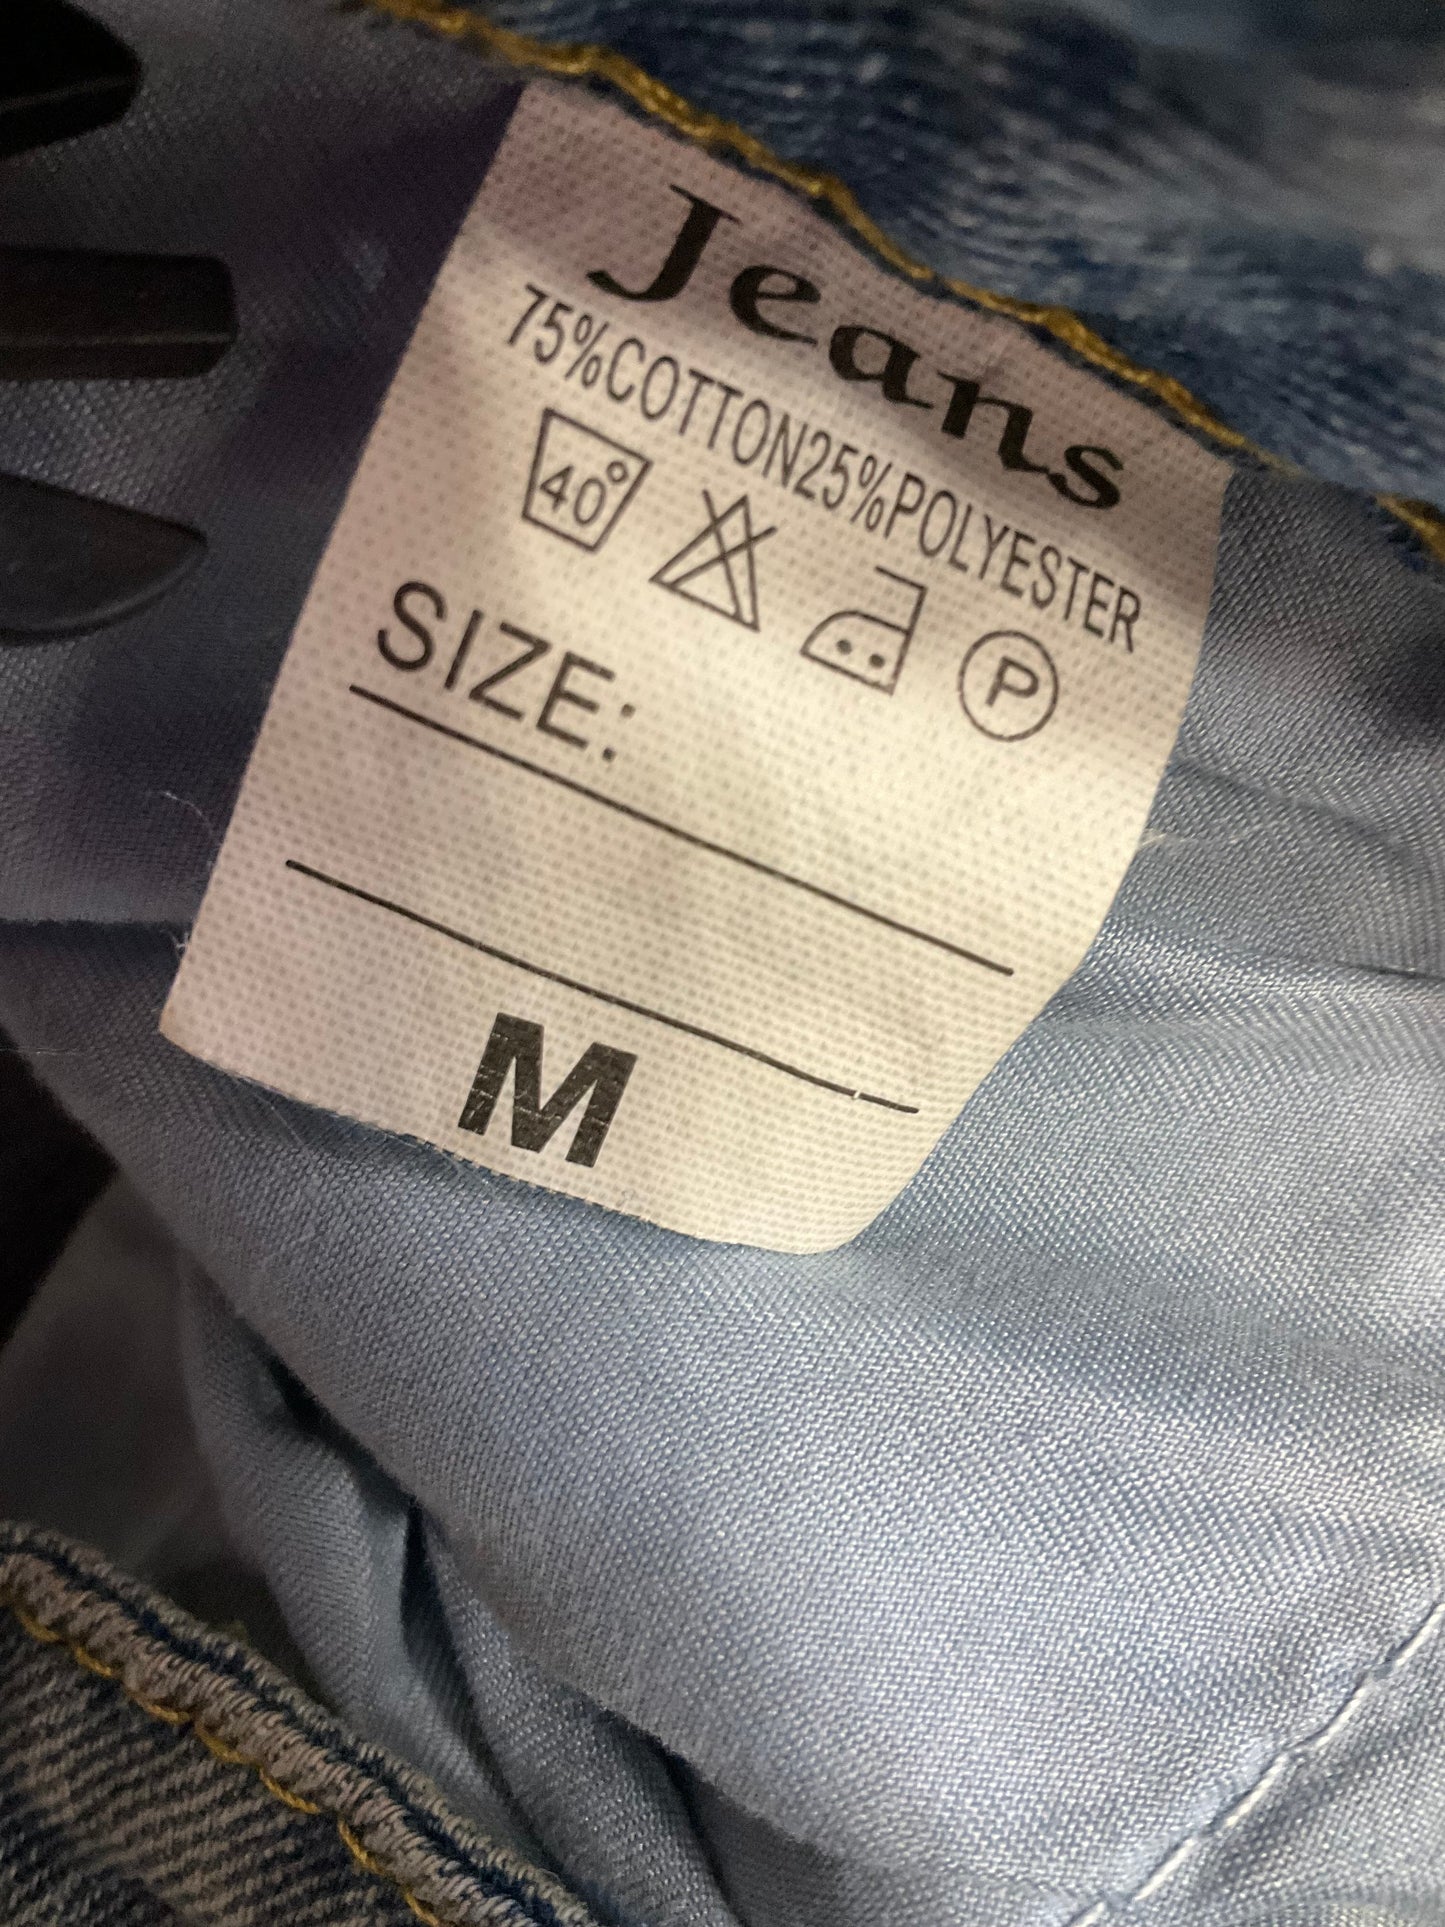 Jeans
75%COTTON25%POLYESTER
40° P
SIZE:
M